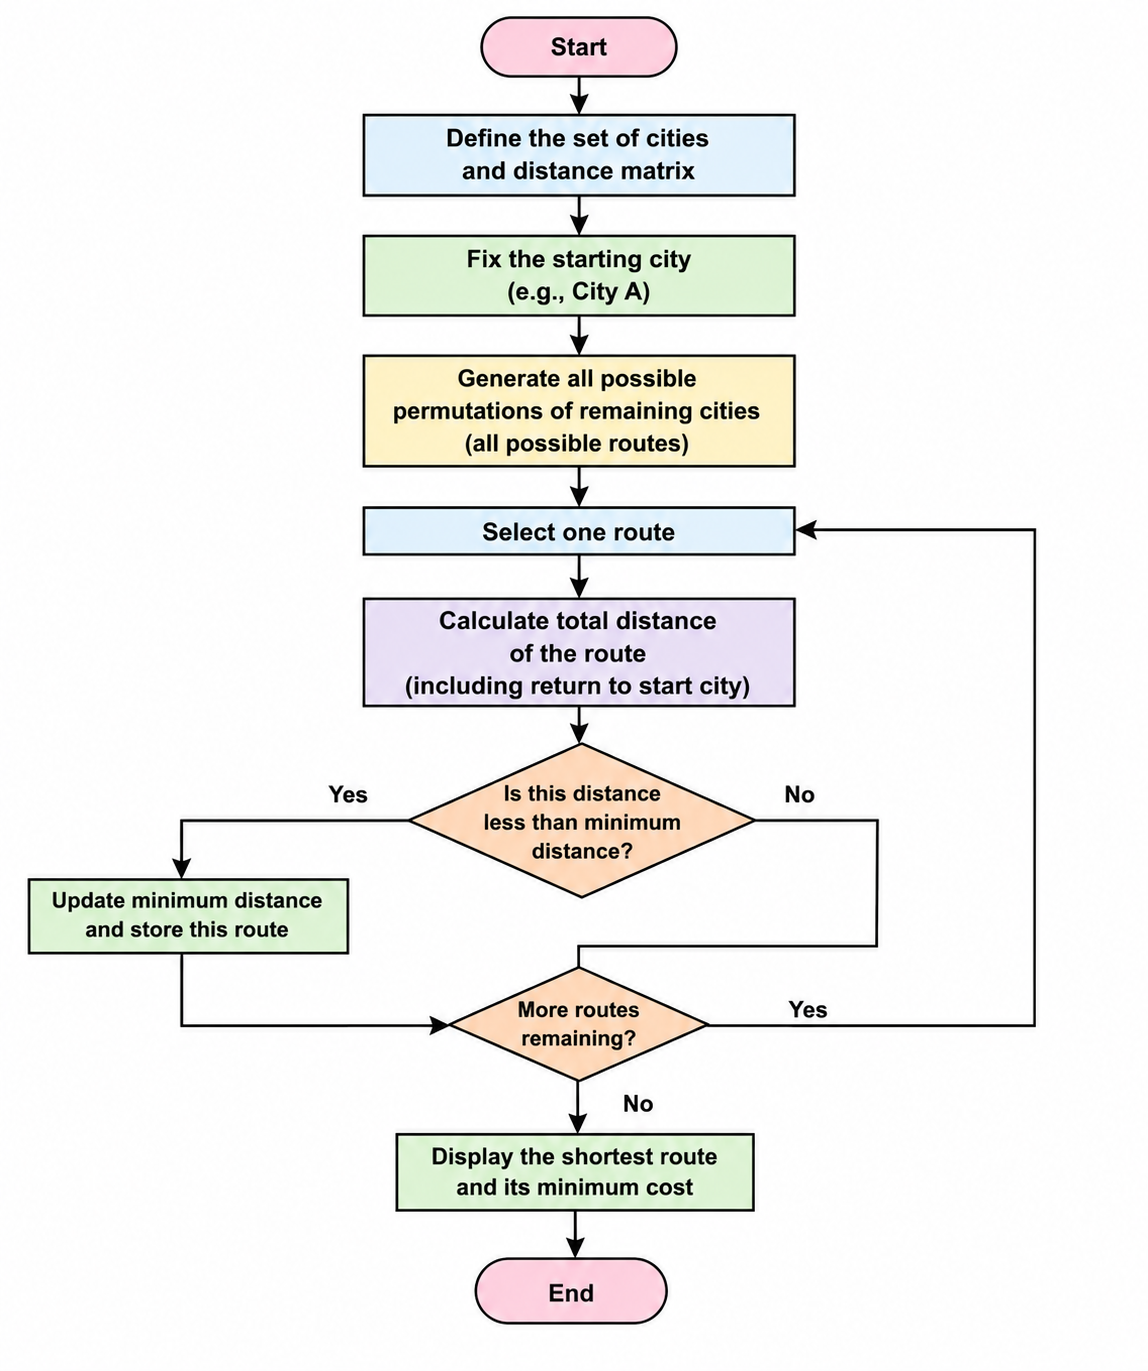 Start
Define the set of cities
and distance matrix
Fix the starting city
(e.g., City A)
Generate all possible
permutations of remaining cities
(all possible routes)
Select one route
Calculate total distance
of the route
(including return to start city)
Is this distance
less than minimum
distance?
Yes
No
Update minimum distance
and store this route
More routes
remaining?
Yes
No
Display the shortest route
and its minimum cost
End